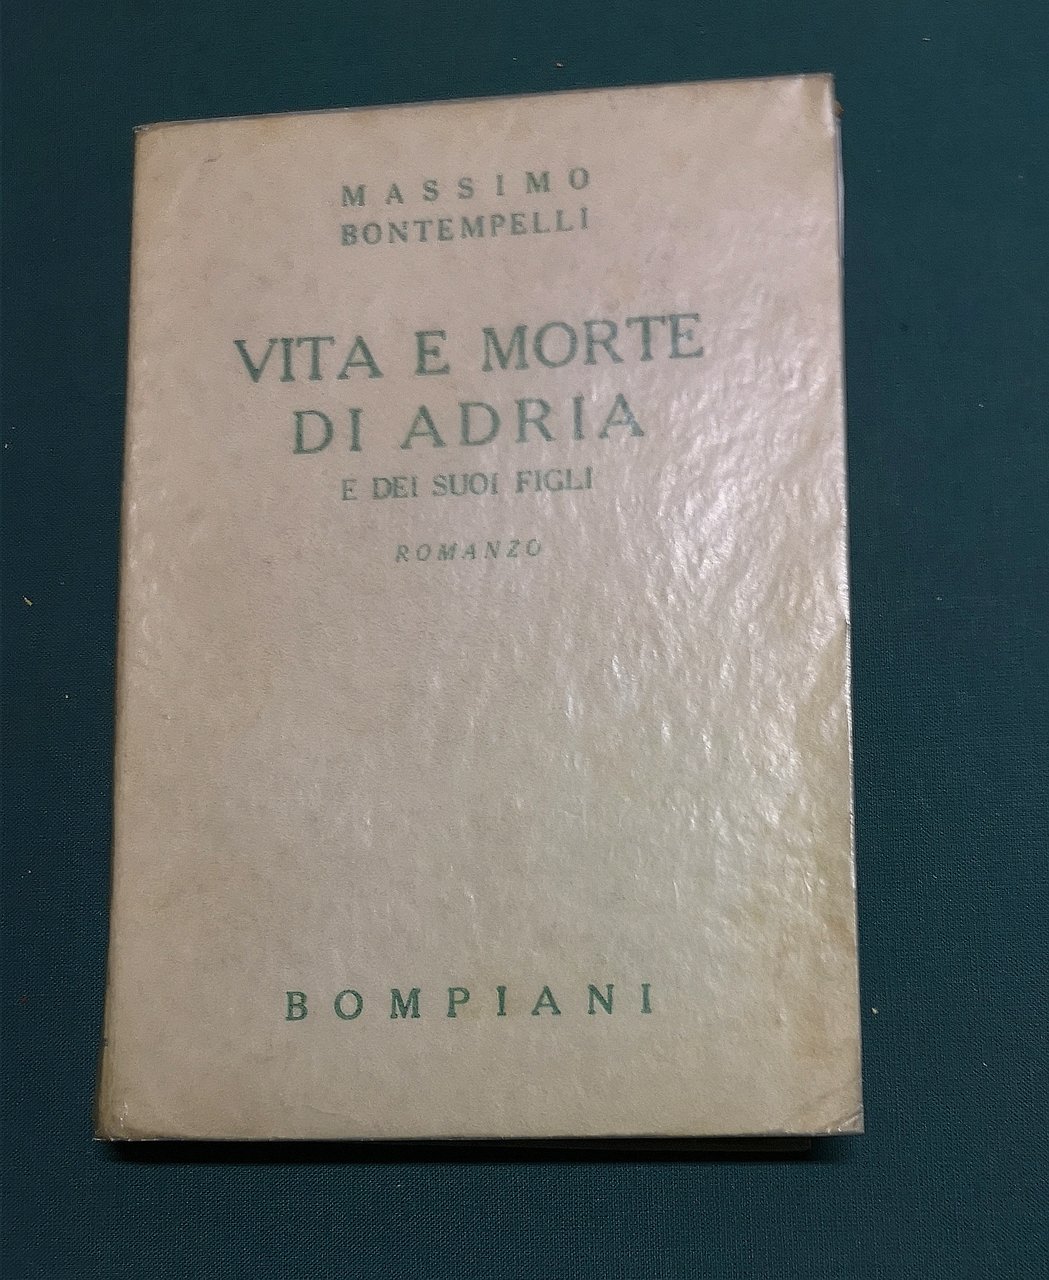 MASSIMO
BONTEMPELLI
VITA E MORTE
DI ADRIA
E DEI SUOI FIGLI
ROMANZO
BOMPIANI